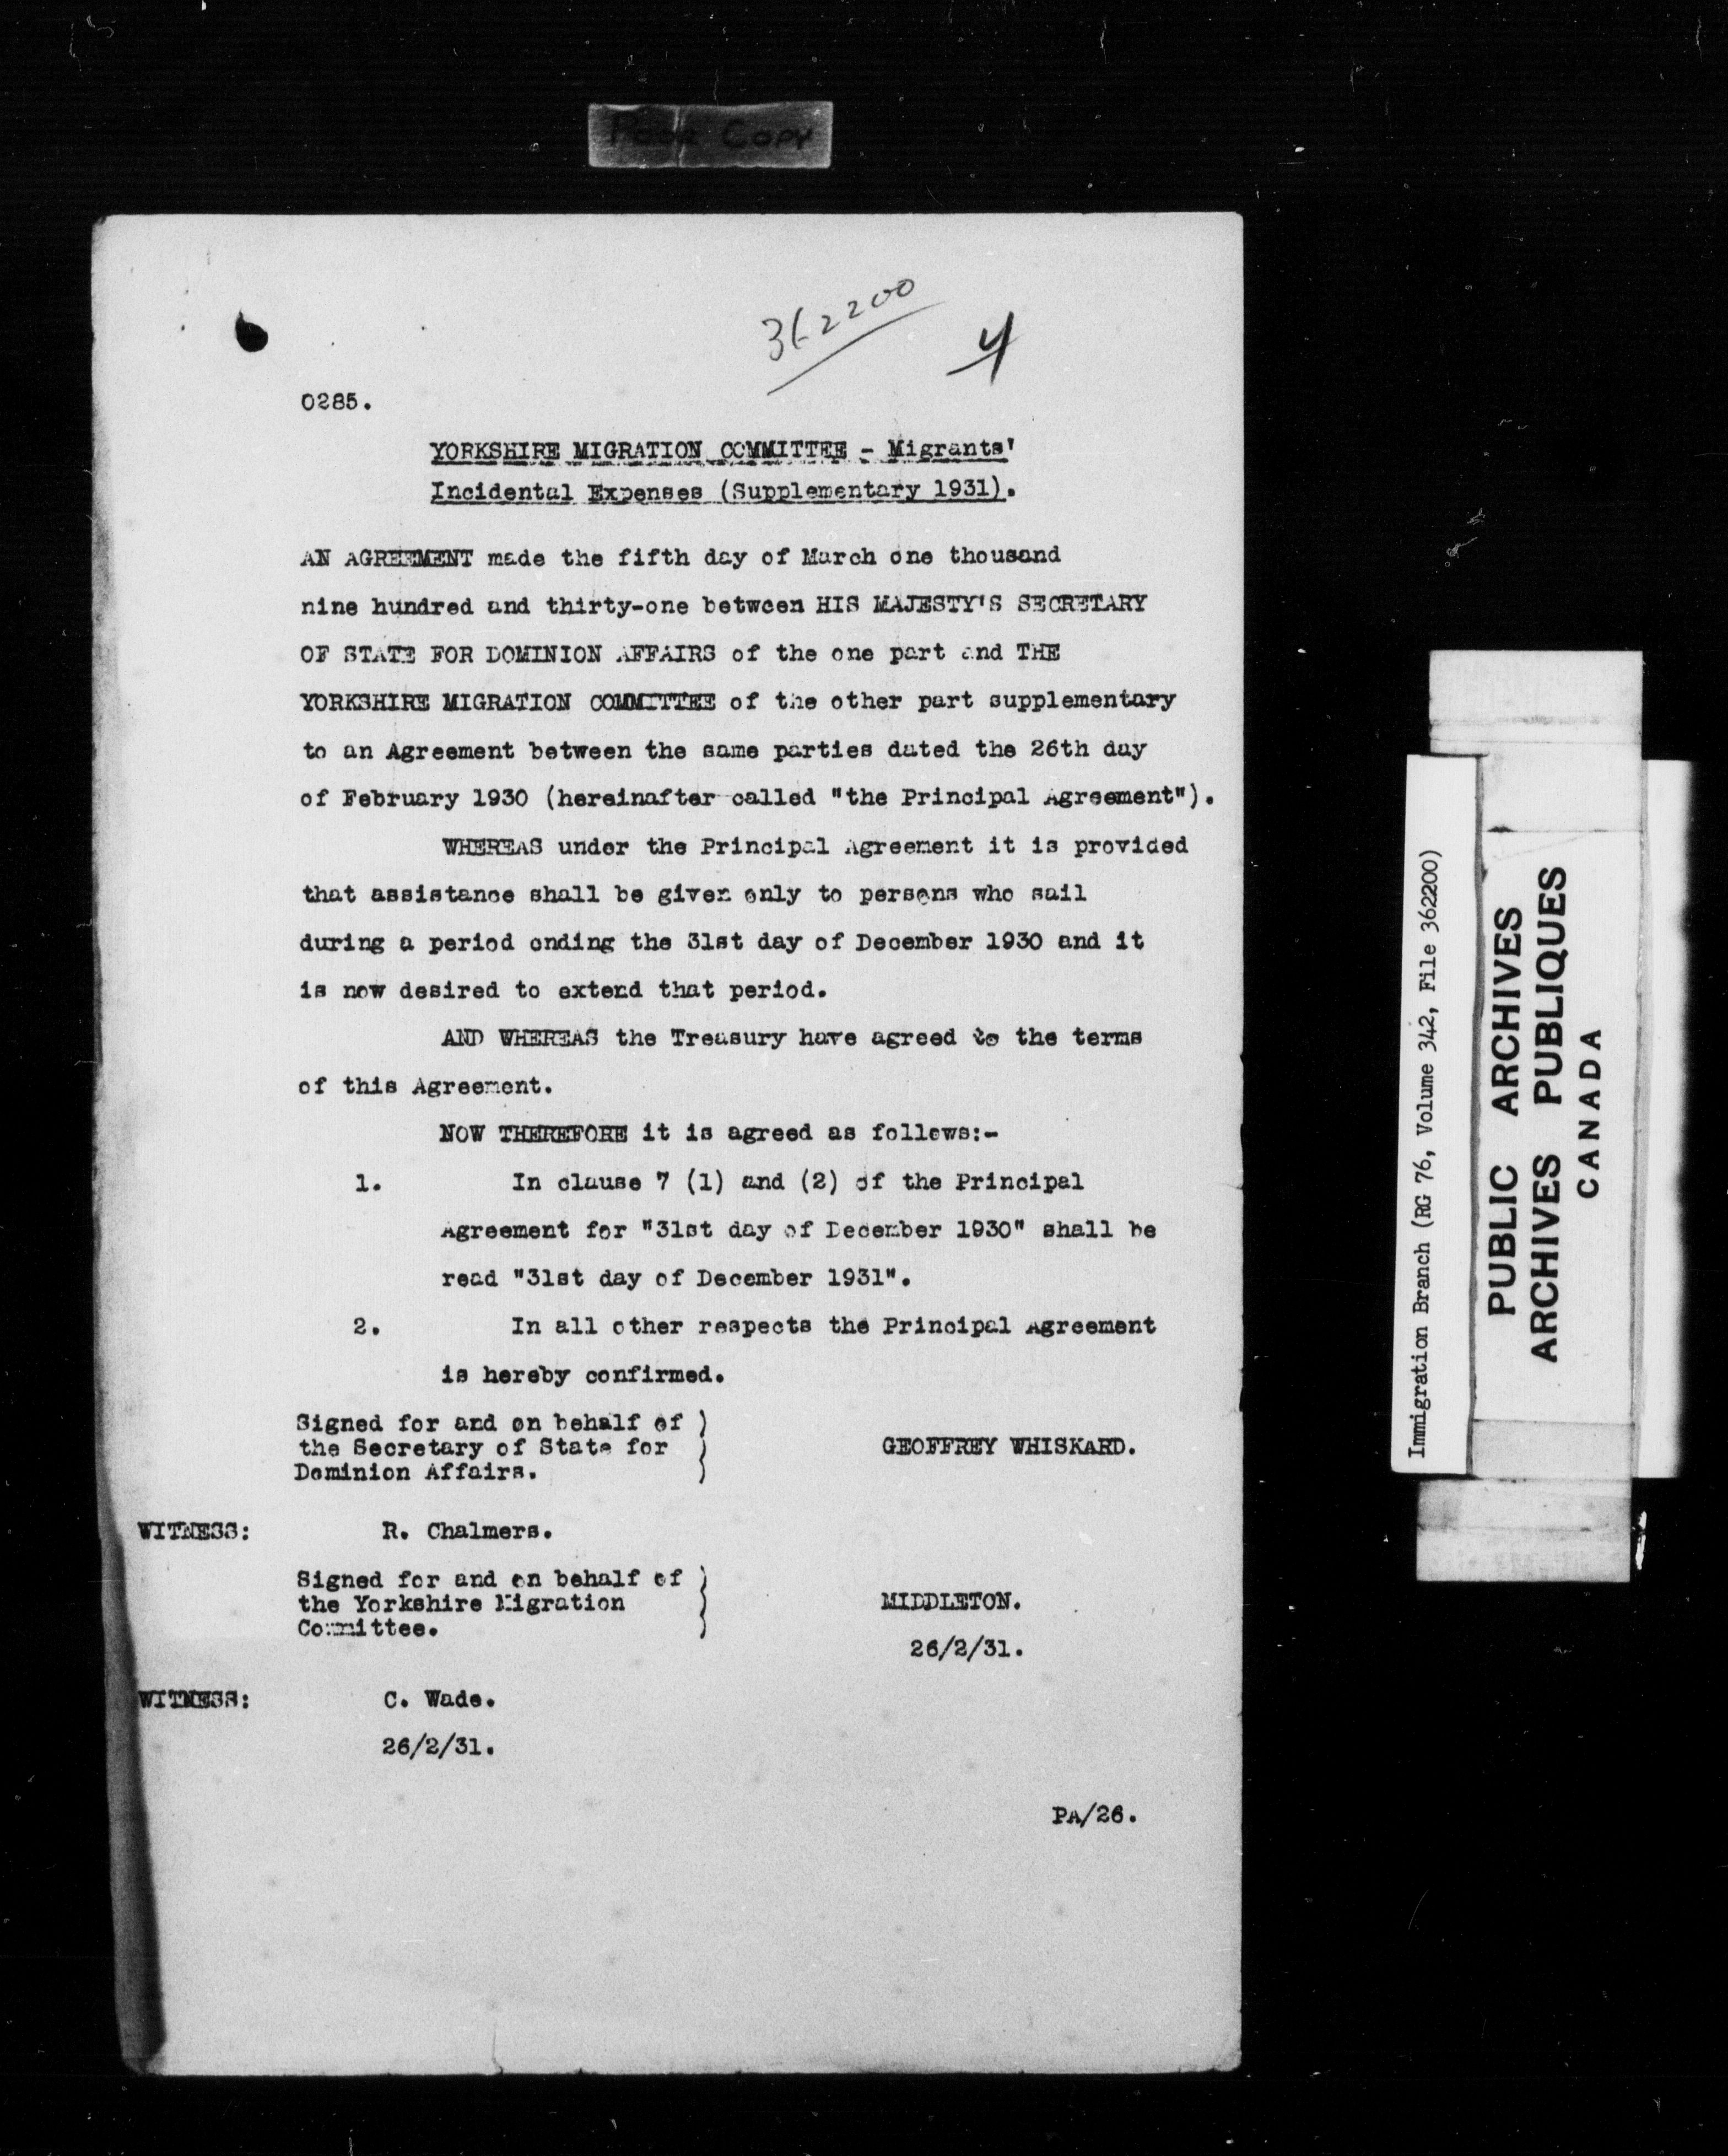 Poor Copy
362200
4
0285.
YORKSHIRE MIGRATION COMMITTEE - Migrants'
Incidental Expenses (Supplementary 1931).
AN AGREEMENT made the fifth day of March one thousand
nine hundred and thirty-one between HIS MAJESTY'S SECRETARY
OF STATE FOR DOMINION AFFAIRS of the one part and THE
YORKSHIRE MIGRATION COMMITTEE of the other part supplementary
to an Agreement between the same parties dated the 26th day
of February 1930 (hereinafter called "the Principal Agreement").
WHEREAS under the Principal Agreement it is provided
that assistance shall be given only to persons who sail
during a period ending the 31st day of December 1930 and it
is now desired to extend that period.
AND WHEREAS the Treasury have agreed to the terms
of this Agreement.
NOW THEREFORE it is agreed as follows:-
1. In clause 7 (1) and (2) of the Principal
Agreement for "31st day of December 1930" shall be
read "31st day of December 1931".
2. In all other respects the Principal Agreement
is hereby confirmed.
Signed for and on behalf of )
the Secretary of State for )
Dominion Affairs. )
GEOFFREY WHISKARD.
WITNESS: R. Chalmers.
Signed for and on behalf of )
the Yorkshire Migration )
Committee. )
MIDDLETON.
26/2/31.
WITNESS: C. Wade.
26/2/31.
PA/26.
Immigration Branch (RG 76, Volume 342, File 362200)
PUBLIC ARCHIVES
ARCHIVES PUBLIQUES
CANADA